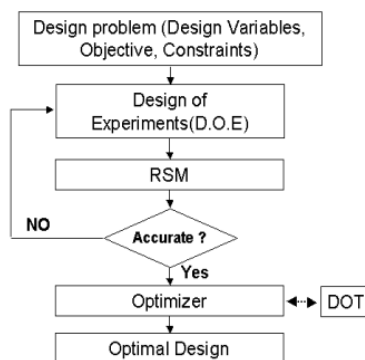 Design problem (Design Variables,
Objective, Constraints)
Design of
Experiments(D.O.E)
RSM
NO
Accurate ?
Yes
Optimizer
DOT
Optimal Design